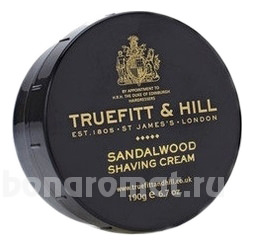 BY APPOINTMENT TO
H.R.H. THE DUKE OF EDINBURGH
HAIRDRESSERS
TRUEFITT & HILL
EST. 1805 - ST JAMES'S - LONDON
SANDALWOOD
SHAVING CREAM
www.truefittandhill.co.uk
190g e 6.7 oz
bonaromat.ru